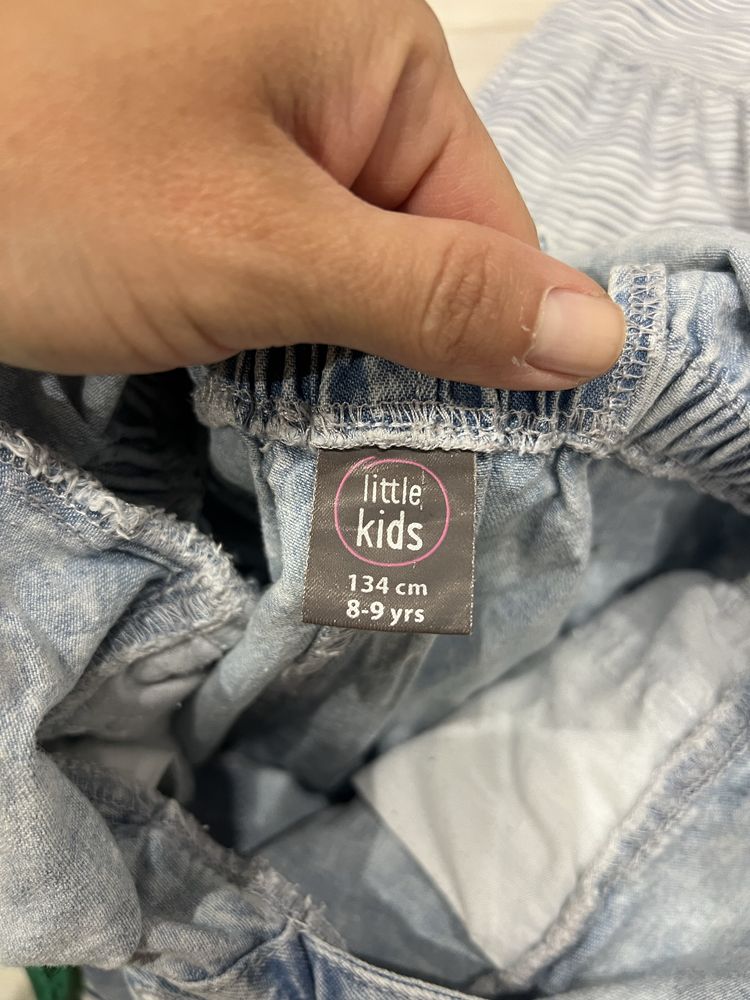 little
kids
134 cm
8-9 yrs